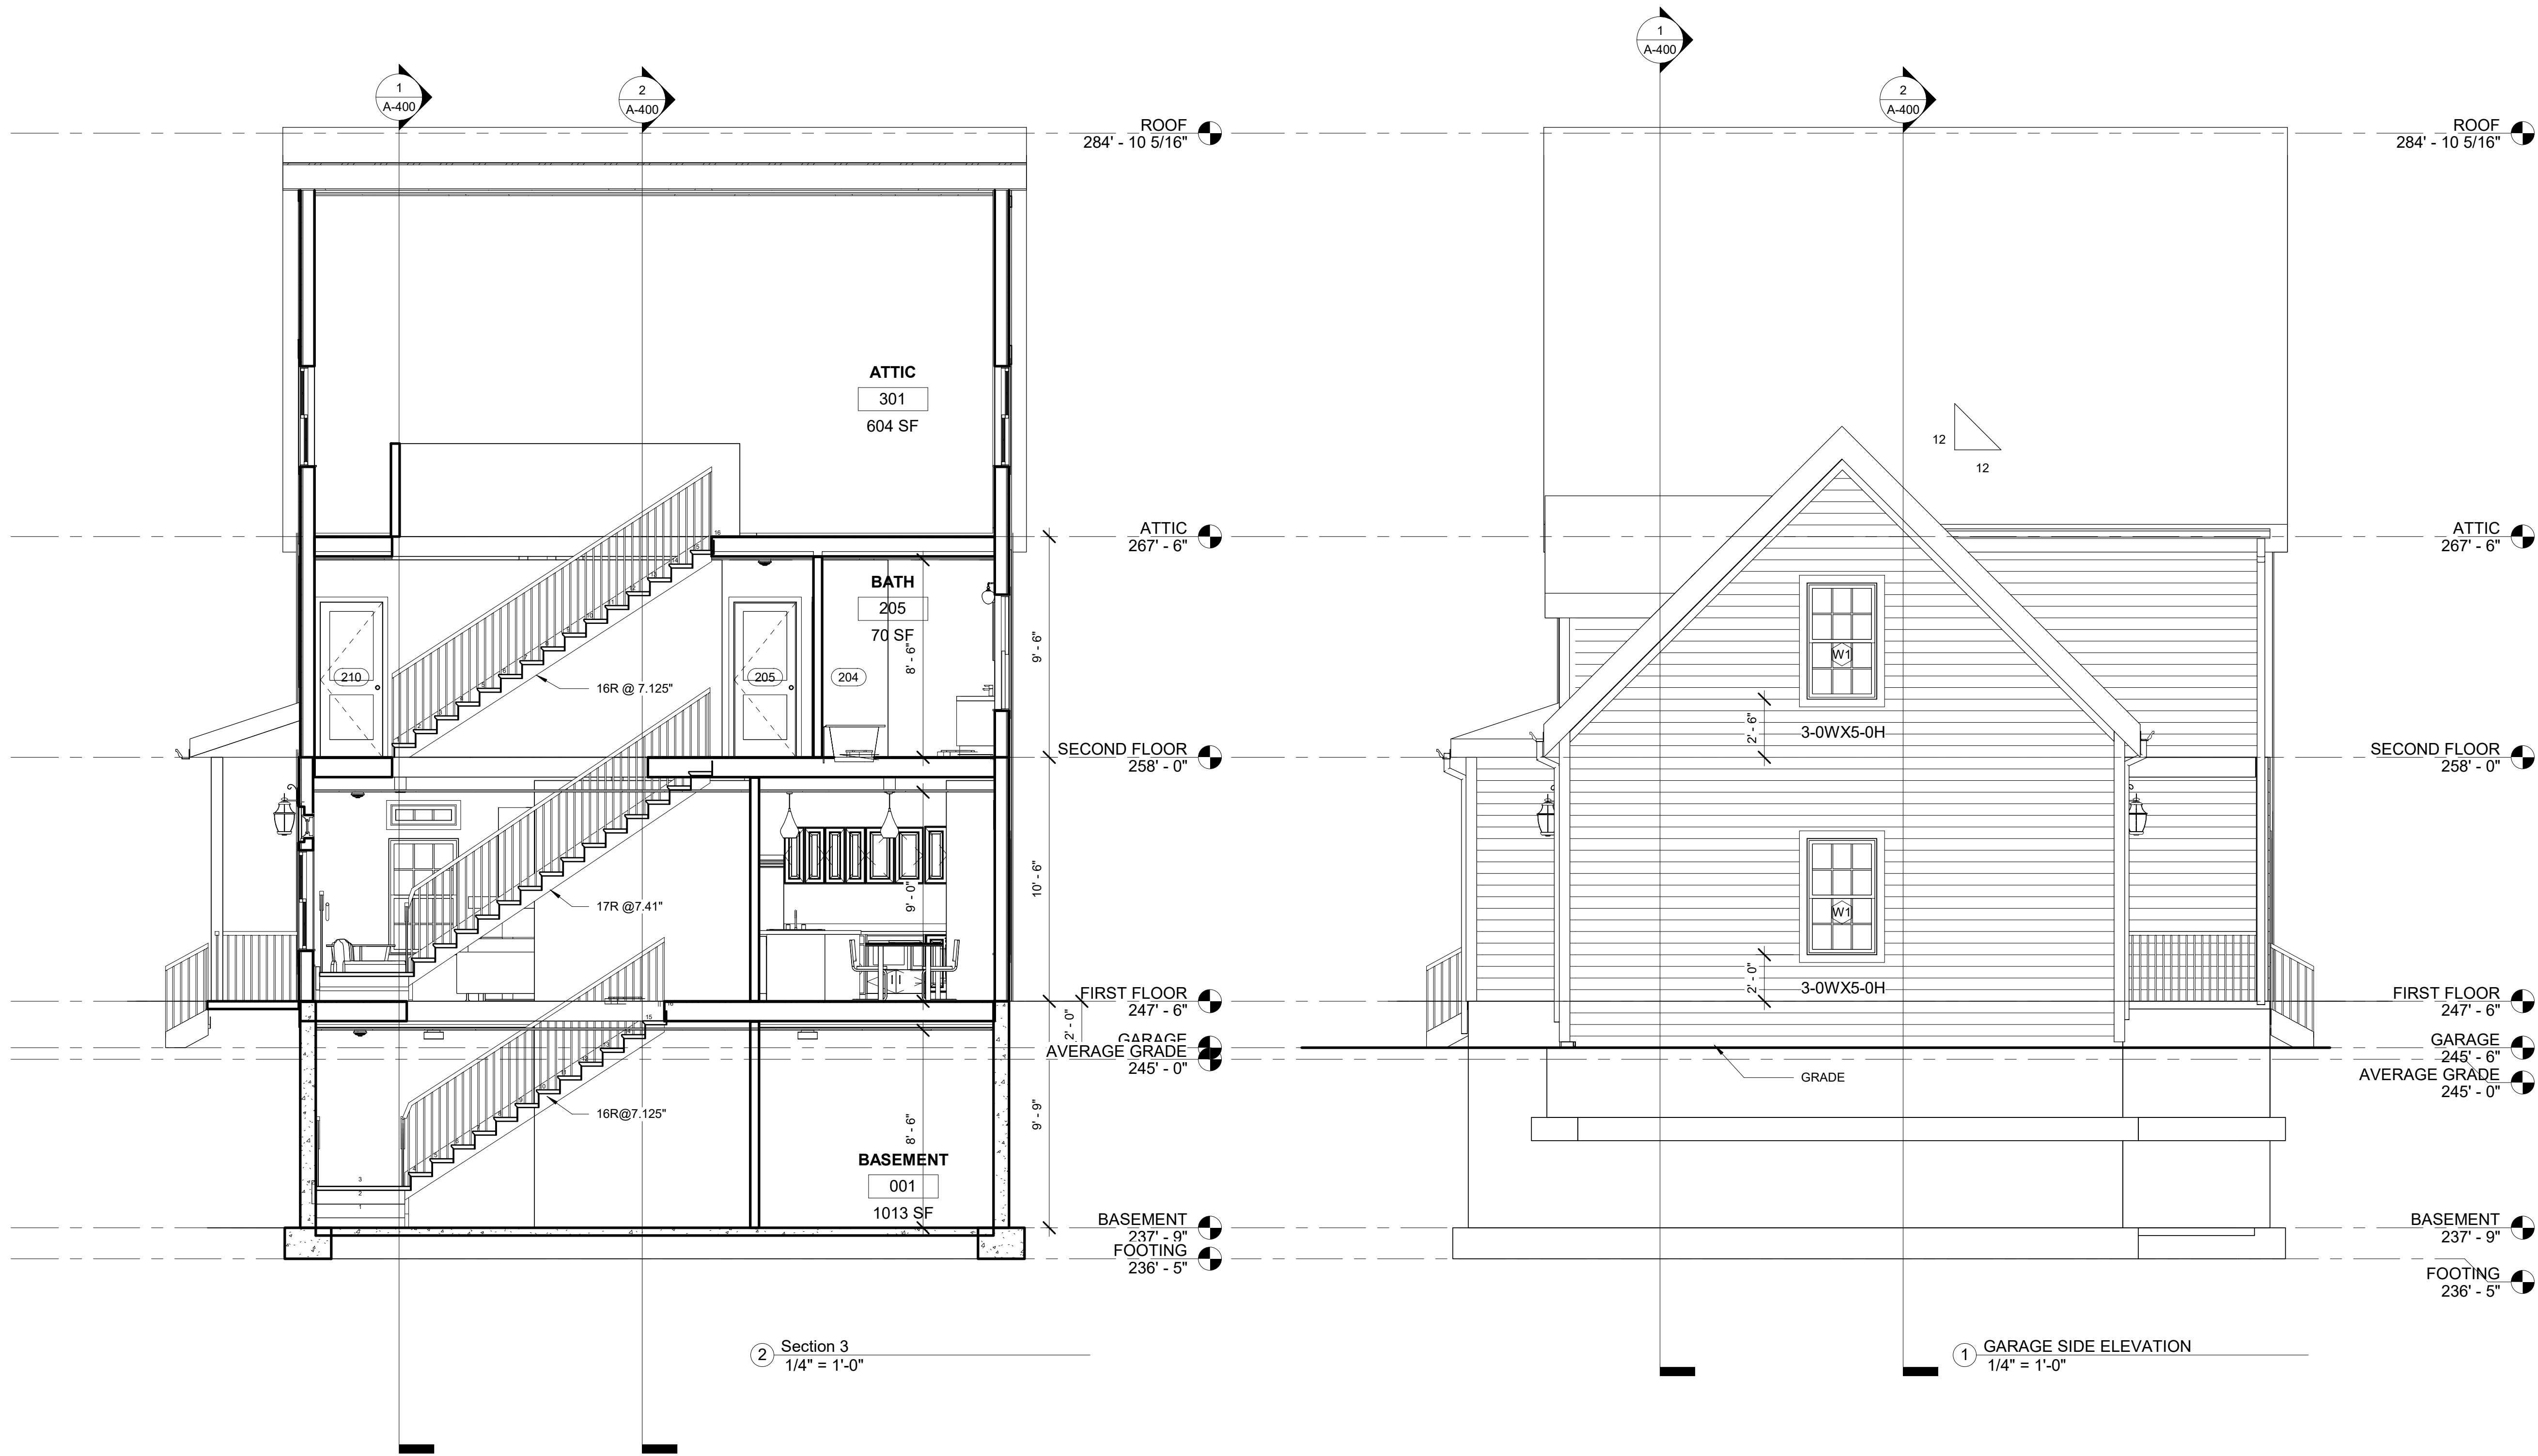 1
A-400
2
A-400
ROOF
284' - 10 5/16"
ATTIC
301
604 SF
ATTIC
267' - 6"
BATH
205
70 SF
8' - 6"
9' - 6"
210
205
204
16R @ 7.125"
SECOND FLOOR
258' - 0"
17R @7.41"
9' - 0"
10' - 6"
FIRST FLOOR
247' - 6"
2' - 0"
GARAGE
AVERAGE GRADE
245' - 0"
16R@7.125"
8' - 6"
9' - 9"
BASEMENT
001
1013 SF
3
2
1
BASEMENT
237' - 9"
FOOTING
236' - 5"
2
Section 3
1/4" = 1'-0"
1
A-400
2
A-400
ROOF
284' - 10 5/16"
12
12
ATTIC
267' - 6"
W1
2' - 6"
3-0WX5-0H
SECOND FLOOR
258' - 0"
W1
2' - 0"
3-0WX5-0H
FIRST FLOOR
247' - 6"
GARAGE
245' - 6"
GRADE
AVERAGE GRADE
245' - 0"
BASEMENT
237' - 9"
FOOTING
236' - 5"
1
GARAGE SIDE ELEVATION
1/4" = 1'-0"